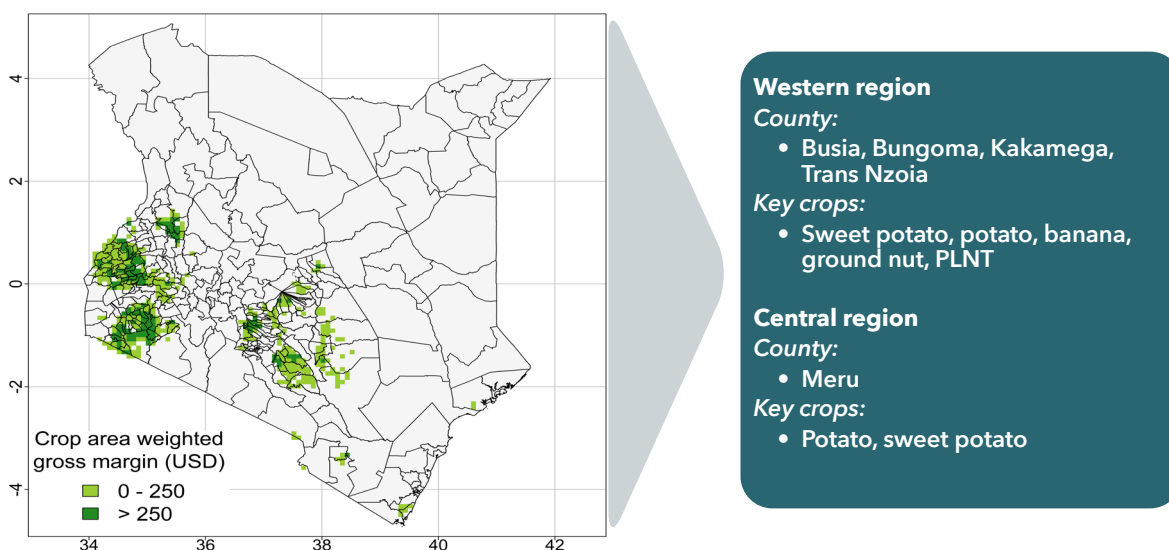 4
2
0
-2
-4
Crop area weighted
gross margin (USD)
0 - 250
> 250
34
36
38
40
42
Western region
County:
• Busia, Bungoma, Kakamega,
Trans Nzoia
Key crops:
• Sweet potato, potato, banana,
ground nut, PLNT
Central region
County:
• Meru
Key crops:
• Potato, sweet potato